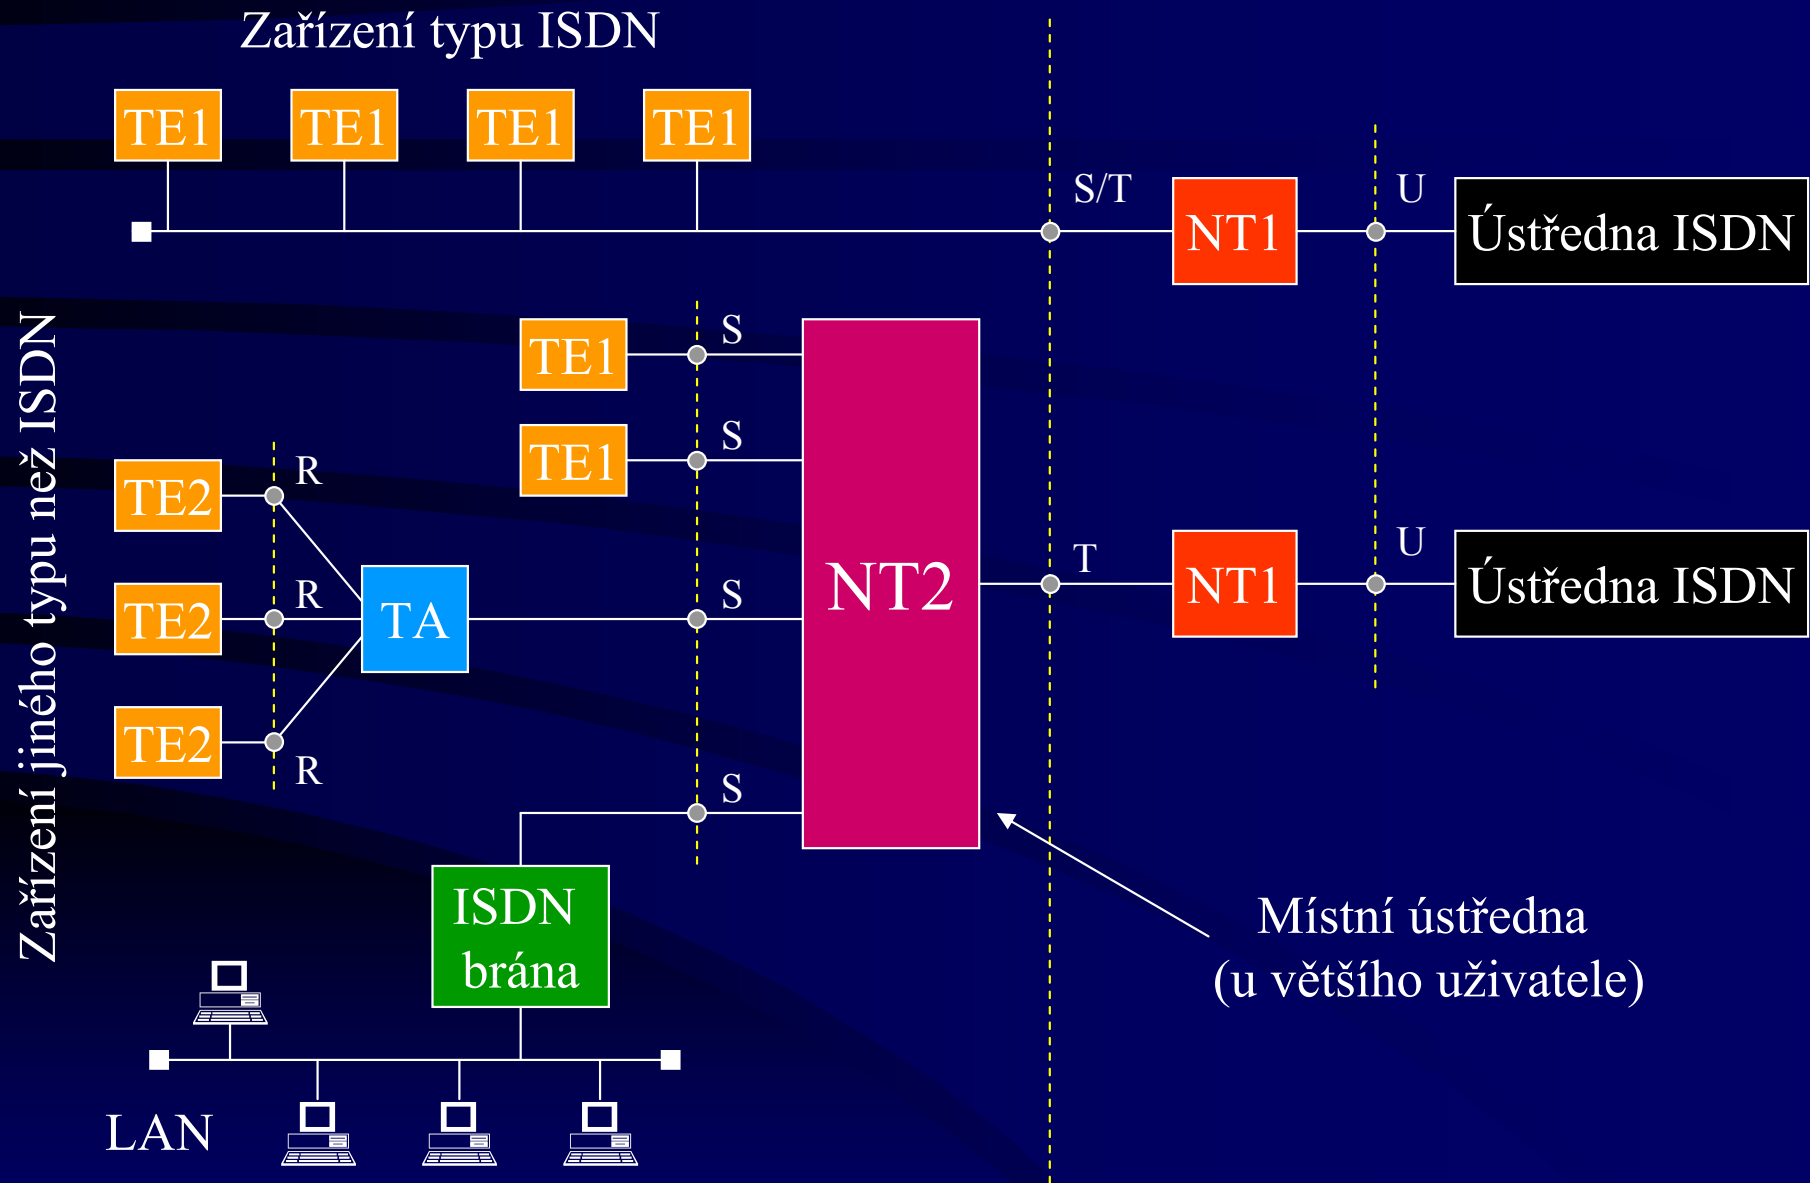 Zařízení typu ISDN
TE1 TE1 TE1 TE1
S/T
NT1
U
Ústředna ISDN
Zařízení jiného typu než ISDN
TE1
S
TE1
S
TE2
R
TE2
R
TE2
R
TA
S
S
NT2
T
NT1
U
Ústředna ISDN
ISDN
brána
Místní ústředna
(u většího uživatele)
LAN